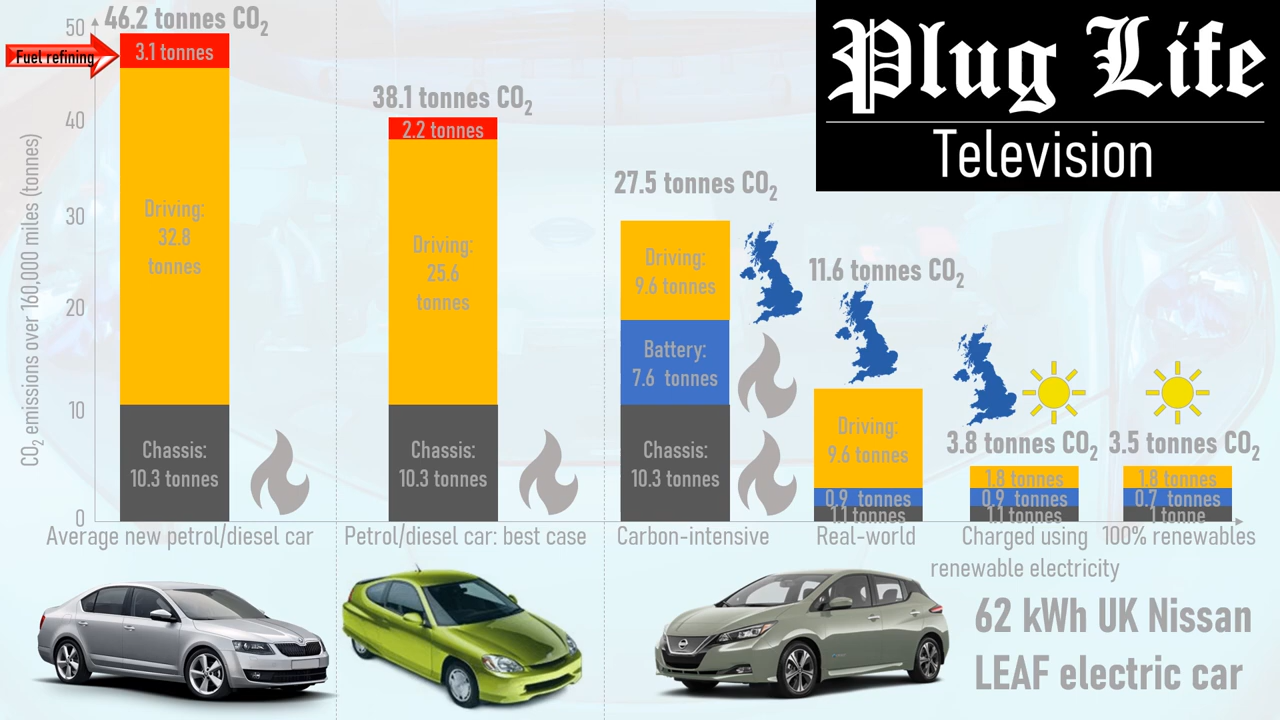 Plug Life
Television
CO2 emissions over 160,000 miles (tonnes)
50
40
30
20
10
0
Fuel refining
46.2 tonnes CO2
3.1 tonnes
Driving:
32.8
tonnes
Chassis:
10.3 tonnes
Average new petrol/diesel car
38.1 tonnes CO2
2.2 tonnes
Driving:
25.6
tonnes
Chassis:
10.3 tonnes
Petrol/diesel car: best case
27.5 tonnes CO2
Driving:
9.6 tonnes
Battery:
7.6 tonnes
Chassis:
10.3 tonnes
Carbon-intensive
11.6 tonnes CO2
Driving:
9.6 tonnes
0.9 tonnes
1.1 tonnes
Real-world
3.8 tonnes CO2
1.8 tonnes
0.9 tonnes
1.1 tonnes
Charged using
renewable electricity
3.5 tonnes CO2
1.8 tonnes
0.7 tonnes
1 tonne
100% renewables
62 kWh UK Nissan
LEAF electric car